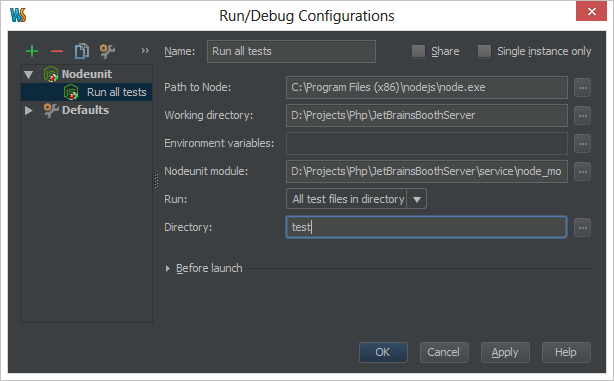 WS
Run/Debug Configurations
Name: Run all tests Share Single instance only
Nodeunit
Run all tests
Defaults
Path to Node: C:\Program Files (x86)\nodejs\node.exe
Working directory: D:\Projects\Php\JetBrainsBoothServer
Environment variables:
Nodeunit module: D:\Projects\Php\JetBrainsBoothServer\service\node_mo
Run: All test files in directory
Directory: test
Before launch
OK Cancel Apply Help